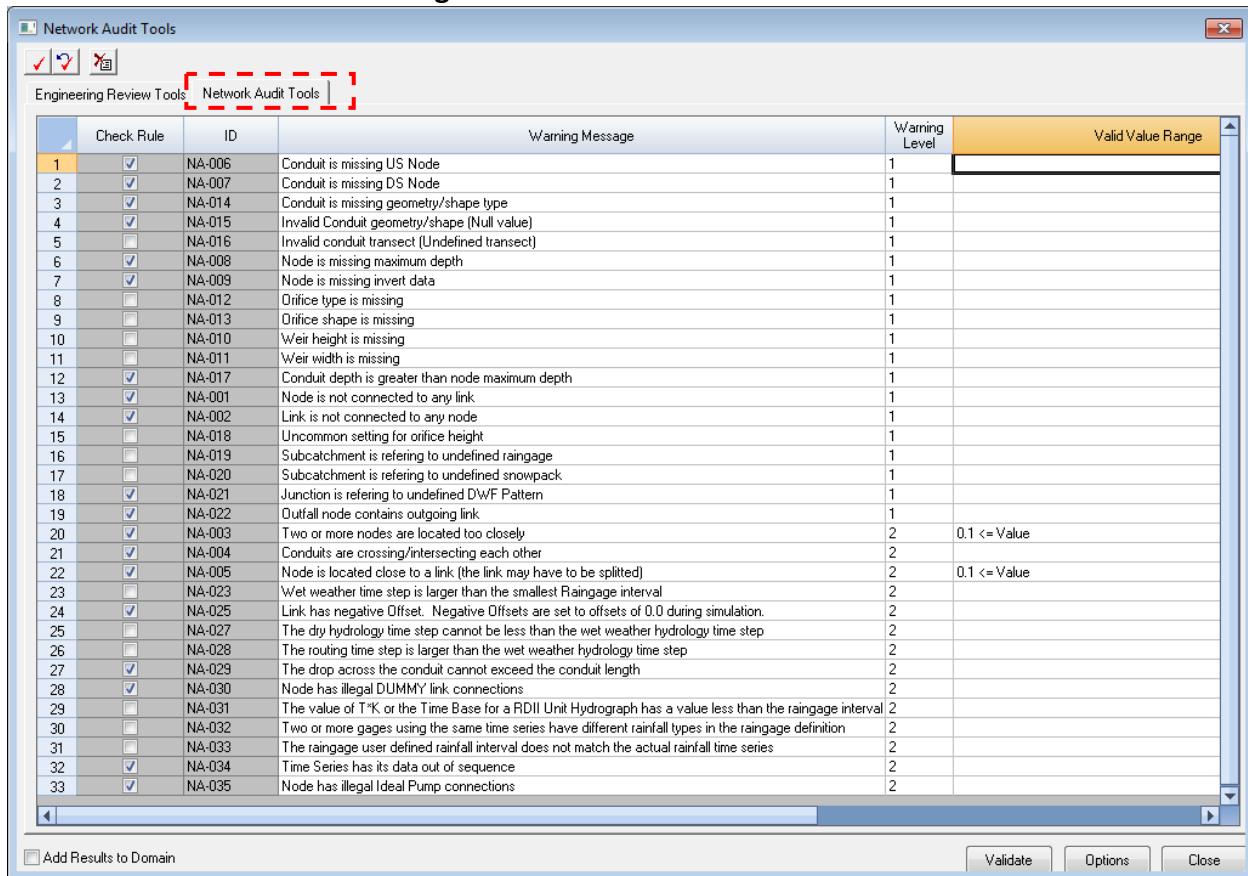 Network Audit Tools
Engineering Review Tools Network Audit Tools
Check Rule ID Warning Message Warning Level Valid Value Range
1 NA-006 Conduit is missing US Node 1
2 NA-007 Conduit is missing DS Node 1
3 NA-014 Conduit is missing geometry/shape type 1
4 NA-015 Invalid Conduit geometry/shape (Null value) 1
5 NA-016 Invalid conduit transect (Undefined transect) 1
6 NA-008 Node is missing maximum depth 1
7 NA-009 Node is missing invert data 1
8 NA-012 Orifice type is missing 1
9 NA-013 Orifice shape is missing 1
10 NA-010 Weir height is missing 1
11 NA-011 Weir width is missing 1
12 NA-017 Conduit depth is greater than node maximum depth 1
13 NA-001 Node is not connected to any link 1
14 NA-002 Link is not connected to any node 1
15 NA-018 Uncommon setting for orifice height 1
16 NA-019 Subcatchment is refering to undefined raingage 1
17 NA-020 Subcatchment is refering to undefined snowpack 1
18 NA-021 Junction is refering to undefined DWF Pattern 1
19 NA-022 Outfall node contains outgoing link 1
20 NA-003 Two or more nodes are located too closely 2 0.1 <= Value
21 NA-004 Conduits are crossing/intersecting each other 2
22 NA-005 Node is located close to a link (the link may have to be splitted) 2 0.1 <= Value
23 NA-023 Wet weather time step is larger than the smallest Raingage interval 2
24 NA-025 Link has negative Offset. Negative Offsets are set to offsets of 0.0 during simulation. 2
25 NA-027 The dry hydrology time step cannot be less than the wet weather hydrology time step 2
26 NA-028 The routing time step is larger than the wet weather hydrology time step 2
27 NA-029 The drop across the conduit cannot exceed the conduit length 2
28 NA-030 Node has illegal DUMMY link connections 2
29 NA-031 The value of T*K or the Time Base for a RDII Unit Hydrograph has a value less than the raingage interval 2
30 NA-032 Two or more gages using the same time series have different rainfall types in the raingage definition 2
31 NA-033 The raingage user defined rainfall interval does not match the actual rainfall time series 2
32 NA-034 Time Series has its data out of sequence 2
33 NA-035 Node has illegal Ideal Pump connections 2
Add Results to Domain Validate Options Close